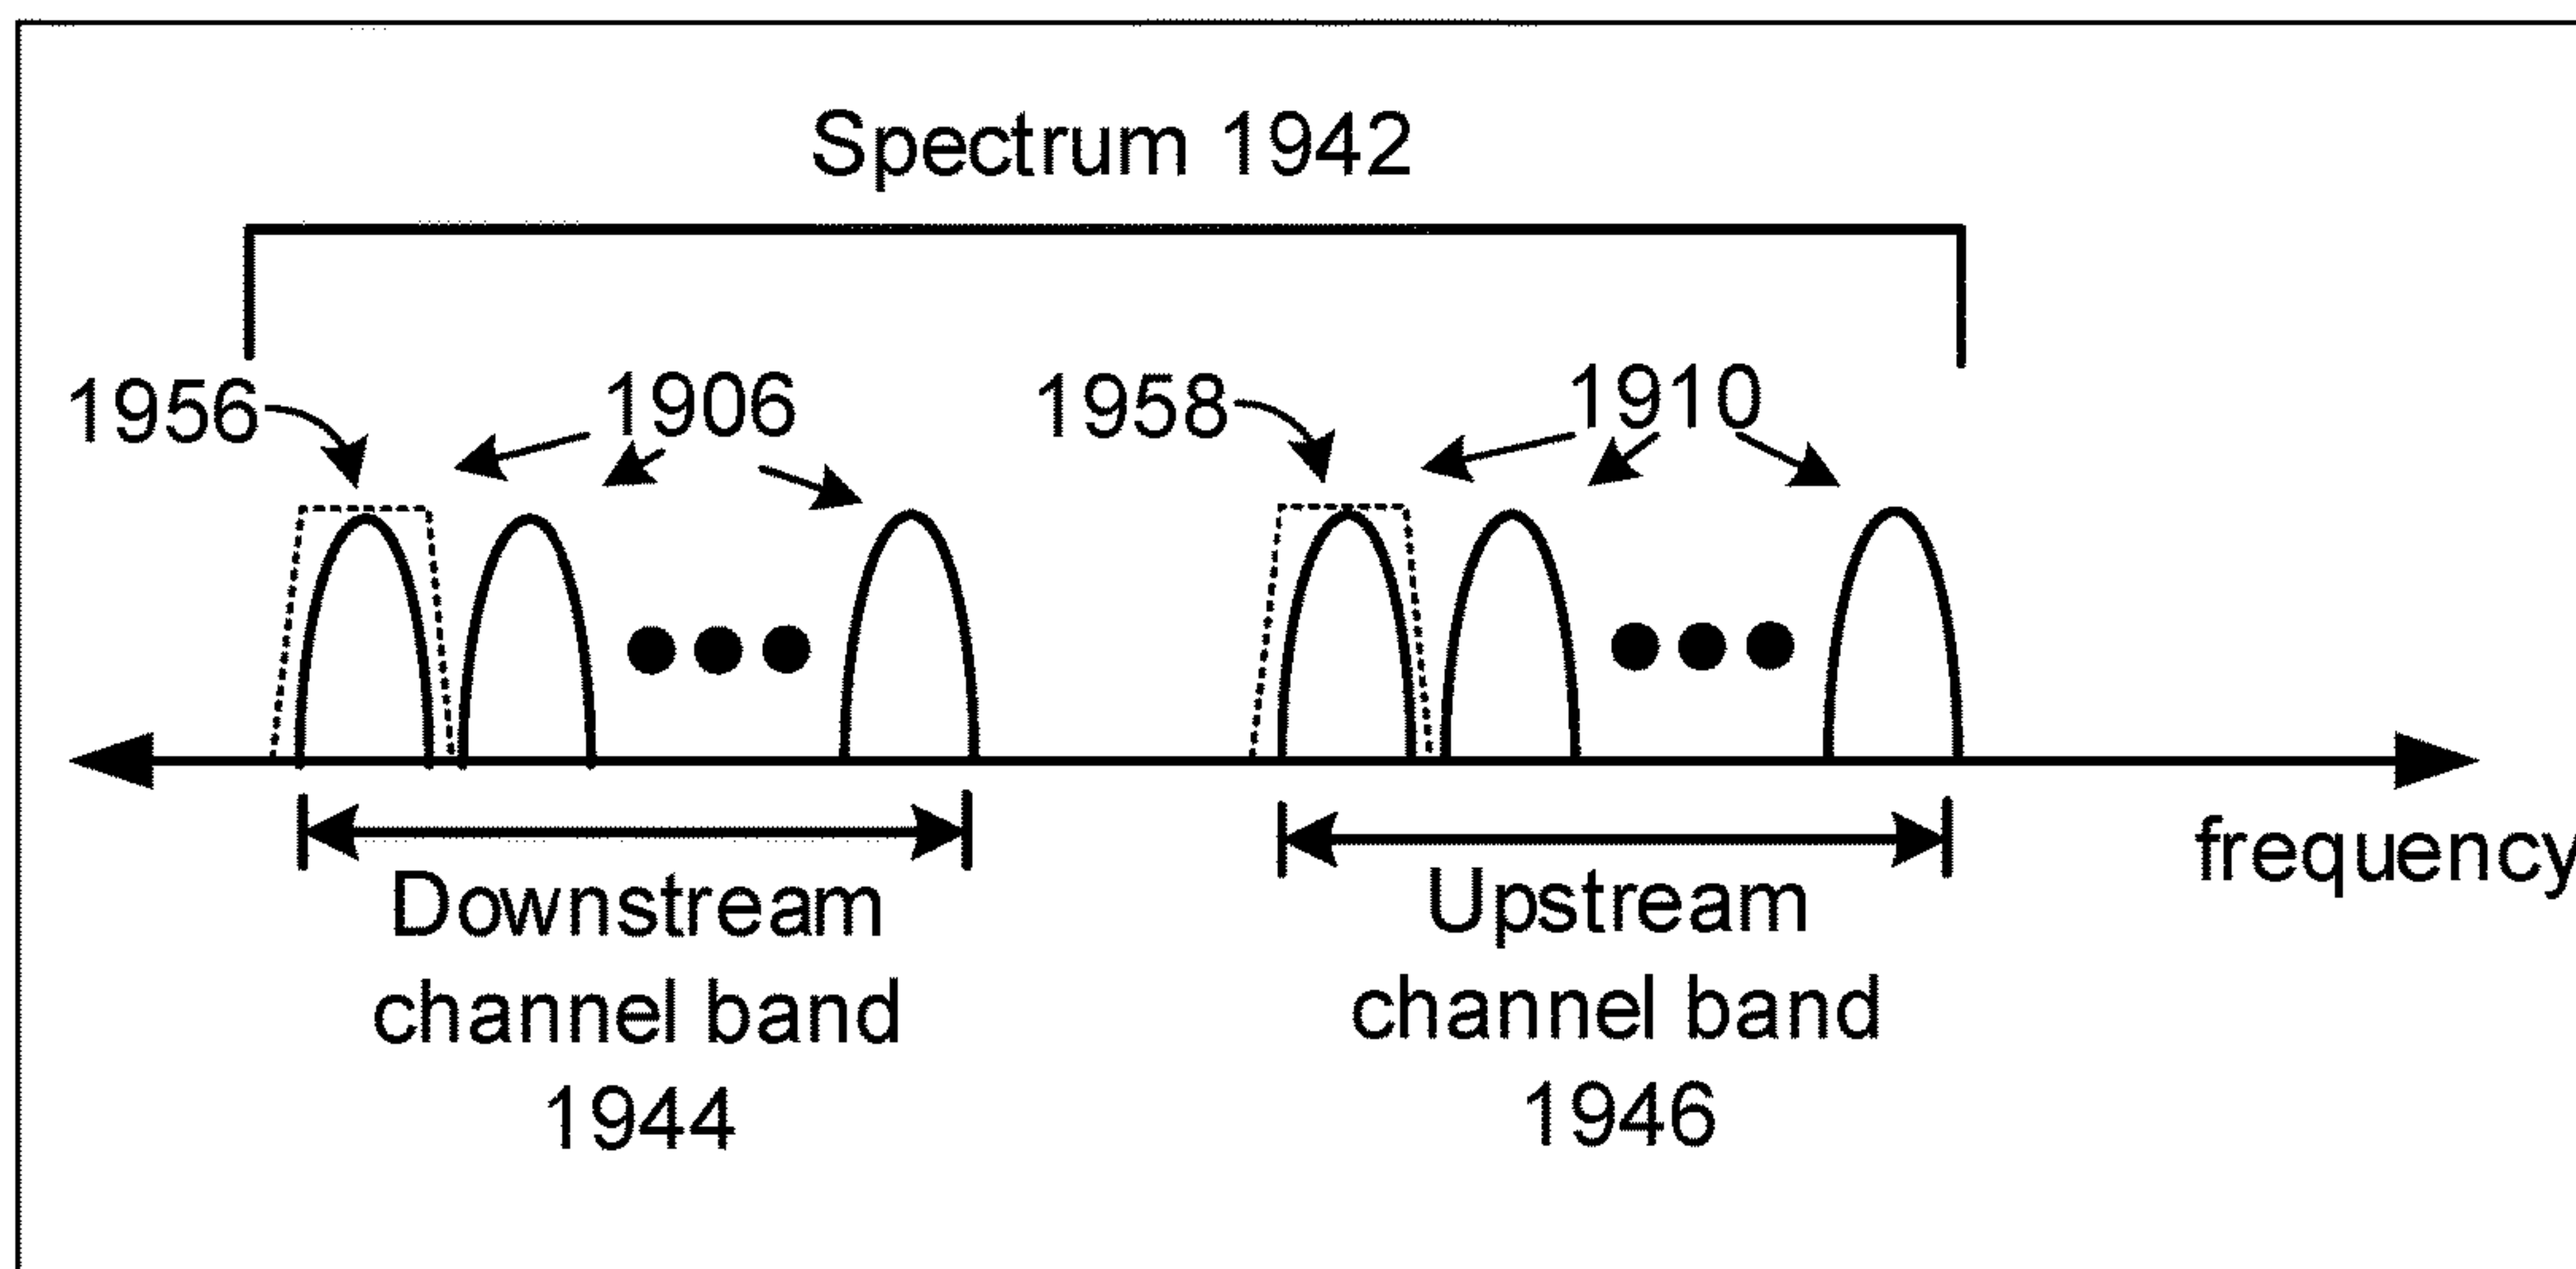 Spectrum 1942
1956
1906
1958
1910
frequency
Downstream
channel band
1944
Upstream
channel band
1946